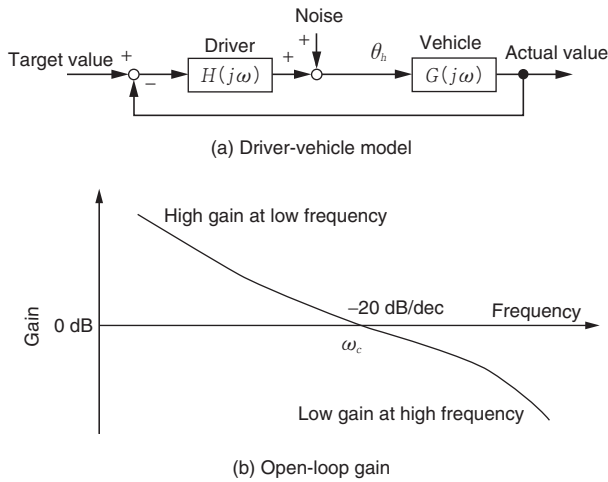 Noise
Driver
Vehicle
Target value
+
−
H(jω)
+
+
θh
G(jω)
Actual value
(a) Driver-vehicle model
High gain at low frequency
−20 dB/dec
Frequency
Gain
0 dB
ωc
Low gain at high frequency
(b) Open-loop gain